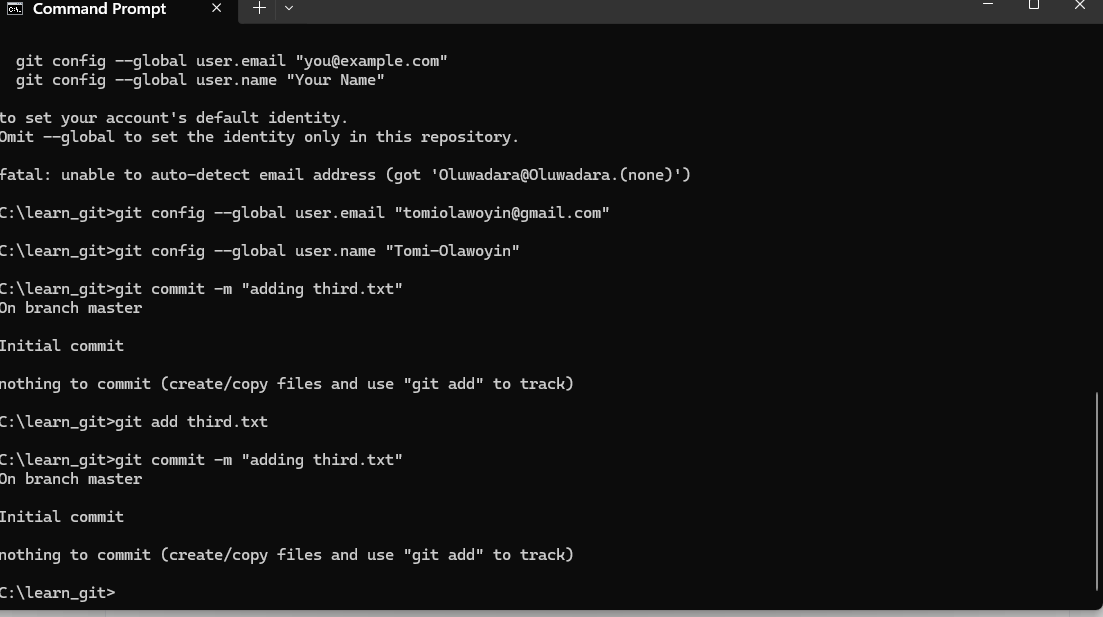 Command Prompt
git config --global user.email "you@example.com"
git config --global user.name "Your Name"
to set your account's default identity.
Omit --global to set the identity only in this repository.
fatal: unable to auto-detect email address (got 'Oluwadara@Oluwadara.(none)')
C:\learn_git>git config --global user.email "tomiolawoyin@gmail.com"
C:\learn_git>git config --global user.name "Tomi-Olawoyin"
C:\learn_git>git commit -m "adding third.txt"
On branch master
Initial commit
nothing to commit (create/copy files and use "git add" to track)
C:\learn_git>git add third.txt
C:\learn_git>git commit -m "adding third.txt"
On branch master
Initial commit
nothing to commit (create/copy files and use "git add" to track)
C:\learn_git>